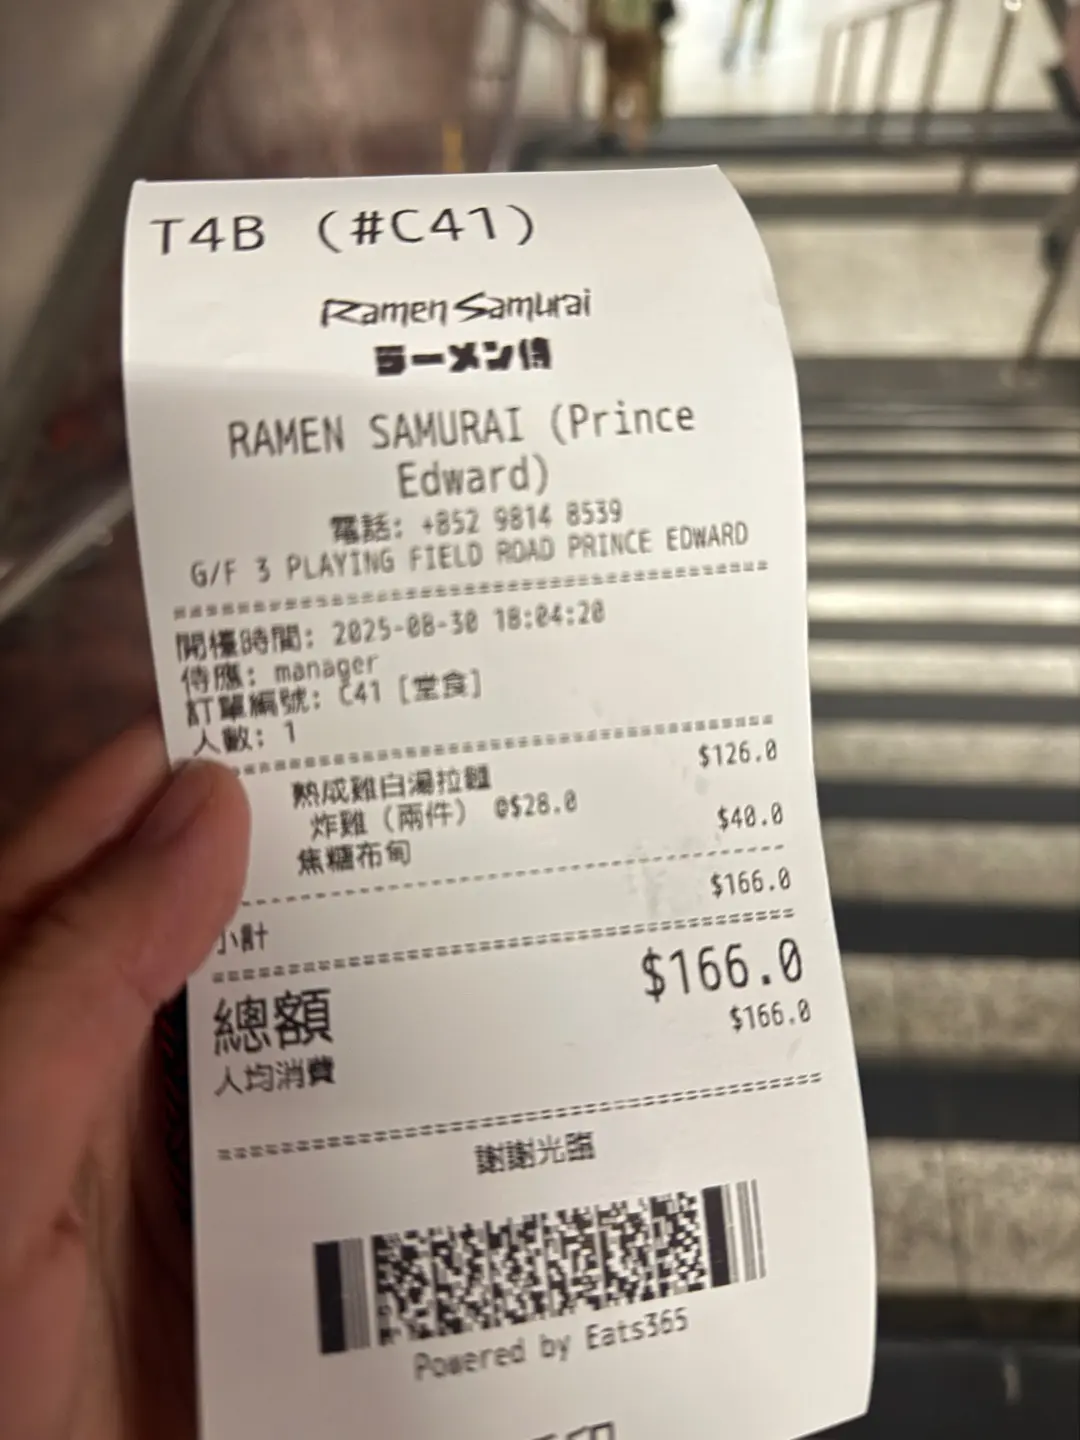 T4B (#C41)
Ramen Samurai
ラーメン侍
RAMEN SAMURAI (Prince
Edward)
電話: +852 9814 8539
G/F 3 PLAYING FIELD ROAD PRINCE EDWARD
開檯時間: 2025-08-30 18:04:20
侍應: manager
訂單編號: C41 [堂食]
人數: 1
熟成雞白湯拉麵 $126.0
炸雞（兩件） @$28.0
焦糖布甸 $40.0
小計 $166.0
總額 $166.0
人均消費 $166.0
謝謝光臨
Powered by Eats365